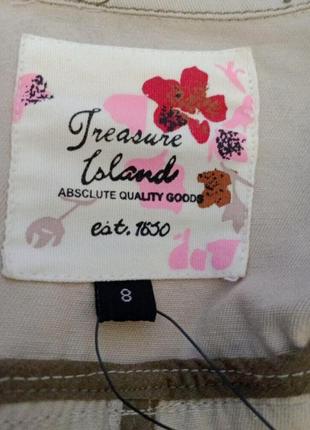 Treasure
Island
ABSCLUTE QUALITY GOODS
est. 1650
8